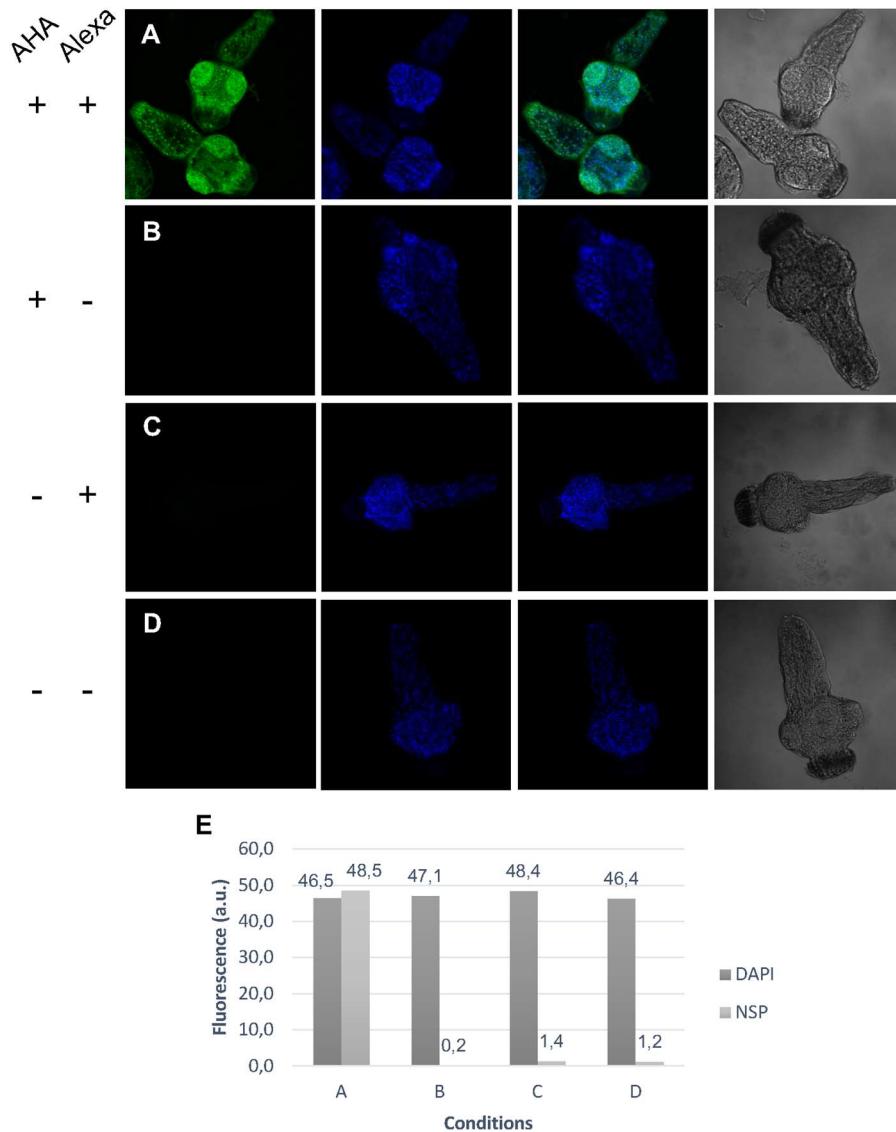 AHA Alexa
A
+ +
B
+ -
C
- +
D
- -
E
Fluorescence (a.u.)
60,0
50,0
40,0
30,0
20,0
10,0
0,0
46,5 48,5 47,1 48,4 46,4
0,2 1,4 1,2
A B C D
Conditions
DAPI
NSP